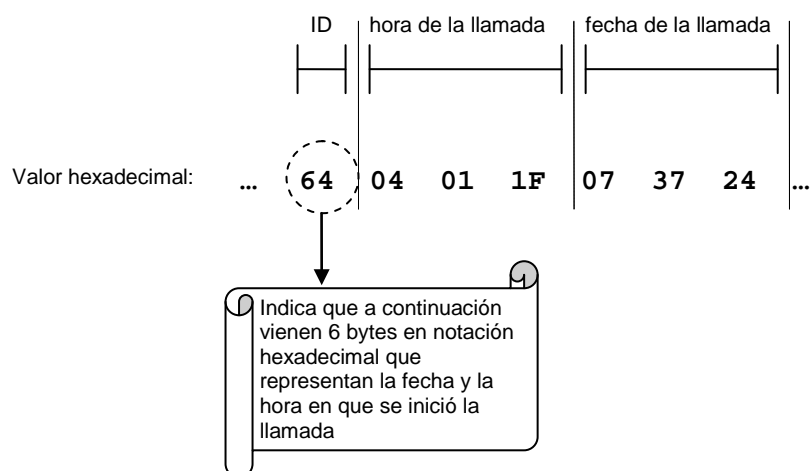 ID hora de la llamada fecha de la llamada
Valor hexadecimal: … 64 04 01 1F 07 37 24 …
Indica que a continuación
vienen 6 bytes en notación
hexadecimal que
representan la fecha y la
hora en que se inició la
llamada